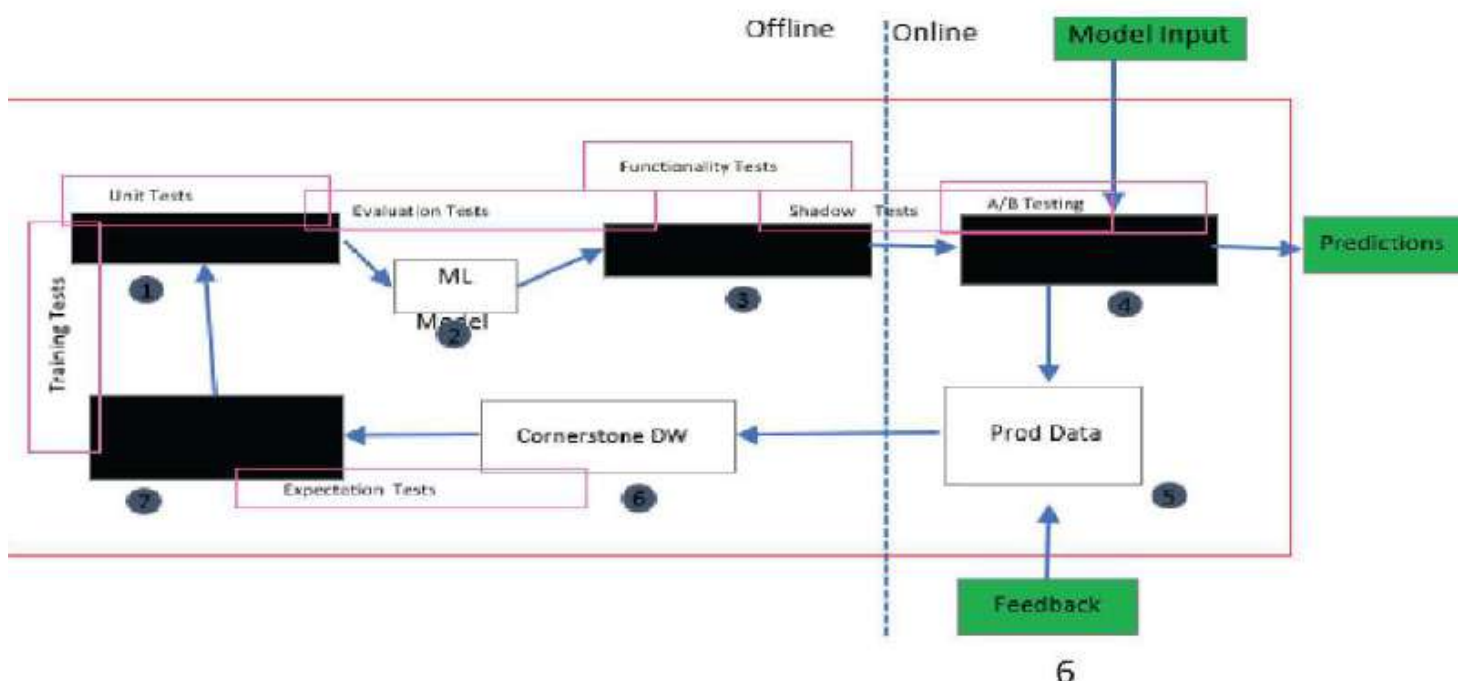 Offline
Online
Model Input
Functionality Tests
Unit Tests
Evaluation Tests
Shadow Tests
A/B Testing
Predictions
Training Tests
ML
Model
1
2
3
4
Cornerstone DW
Prod Data
Expectation Tests
7
6
5
Feedback
6